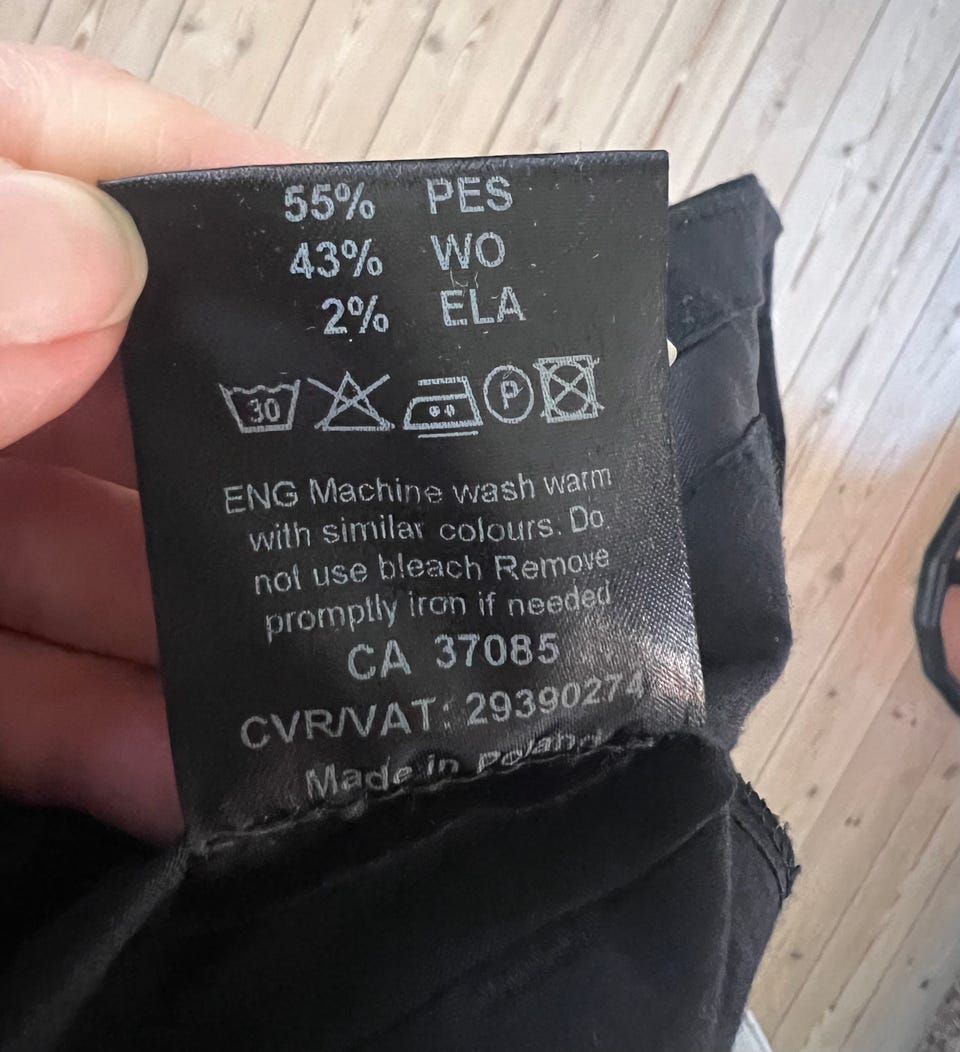 55% PES
43% WO
2% ELA
30 P
ENG Machine wash warm
with similar colours. Do
not use bleach Remove
promptly iron if needed
CA 37085
CVR/VAT: 29390274
Made in Poland